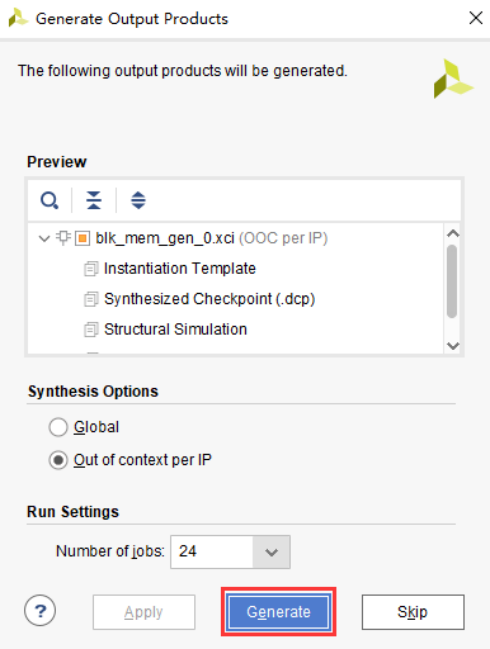 Generate Output Products
The following output products will be generated.
Preview
blk_mem_gen_0.xci (OOC per IP)
Instantiation Template
Synthesized Checkpoint (.dcp)
Structural Simulation
Synthesis Options
Global
Out of context per IP
Run Settings
Number of jobs: 24
? Apply Generate Skip